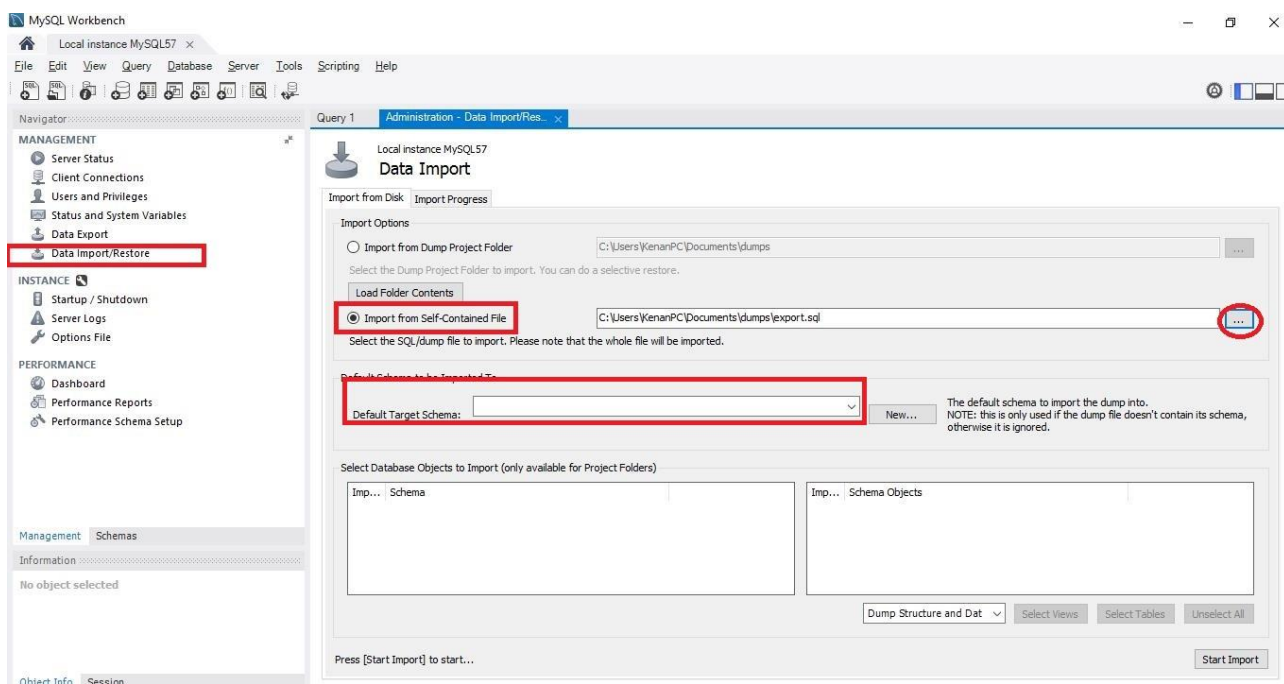 MySQL Workbench
Local instance MySQL57
File Edit View Query Database Server Tools Scripting Help
Navigator
MANAGEMENT
Server Status
Client Connections
Users and Privileges
Status and System Variables
Data Export
Data Import/Restore
INSTANCE
Startup / Shutdown
Server Logs
Options File
PERFORMANCE
Dashboard
Performance Reports
Performance Schema Setup
Management Schemas
Information
No object selected
Object Info Session
Query 1 Administration - Data Import/Res...
Local instance MySQL57
Data Import
Import from Disk Import Progress
Import Options
Import from Dump Project Folder C:\Users\KenanPC\Documents\dumps ...
Select the Dump Project Folder to import. You can do a selective restore.
Load Folder Contents
Import from Self-Contained File C:\Users\KenanPC\Documents\dumps\export.sql ...
Select the SQL/dump file to import. Please note that the whole file will be imported.
Default Schema to be Imported To
Default Target Schema: New...
The default schema to import the dump into.
NOTE: this is only used if the dump file doesn't contain its schema,
otherwise it is ignored.
Select Database Objects to Import (only available for Project Folders)
Imp... Schema Imp... Schema Objects
Dump Structure and Dat Select Views Select Tables Unselect All
Press [Start Import] to start... Start Import